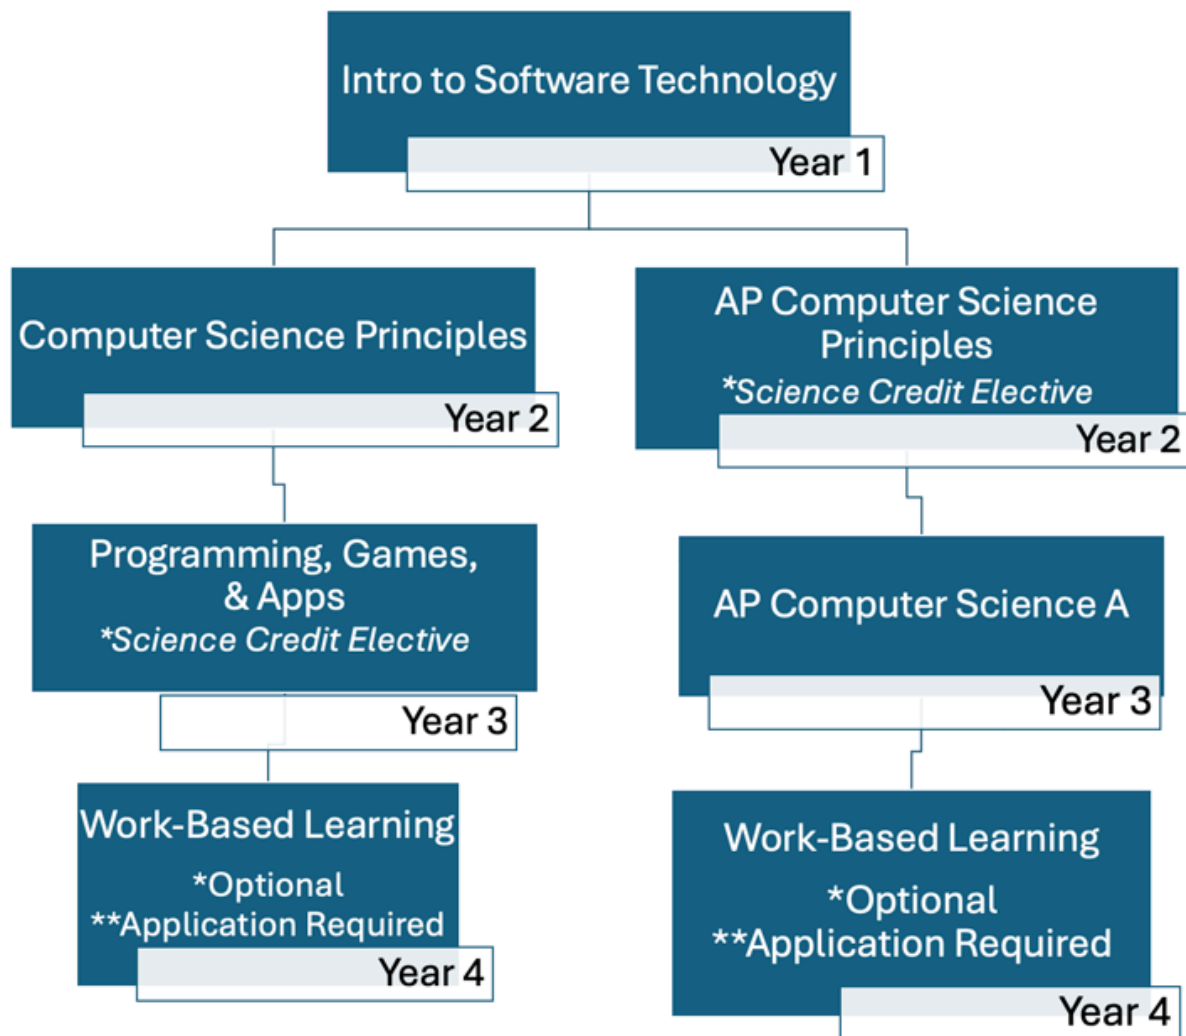 Intro to Software Technology
Year 1
Computer Science Principles
Year 2
AP Computer Science
Principles
*Science Credit Elective
Year 2
Programming, Games,
& Apps
*Science Credit Elective
Year 3
AP Computer Science A
Year 3
Work-Based Learning
*Optional
**Application Required
Year 4
Work-Based Learning
*Optional
**Application Required
Year 4